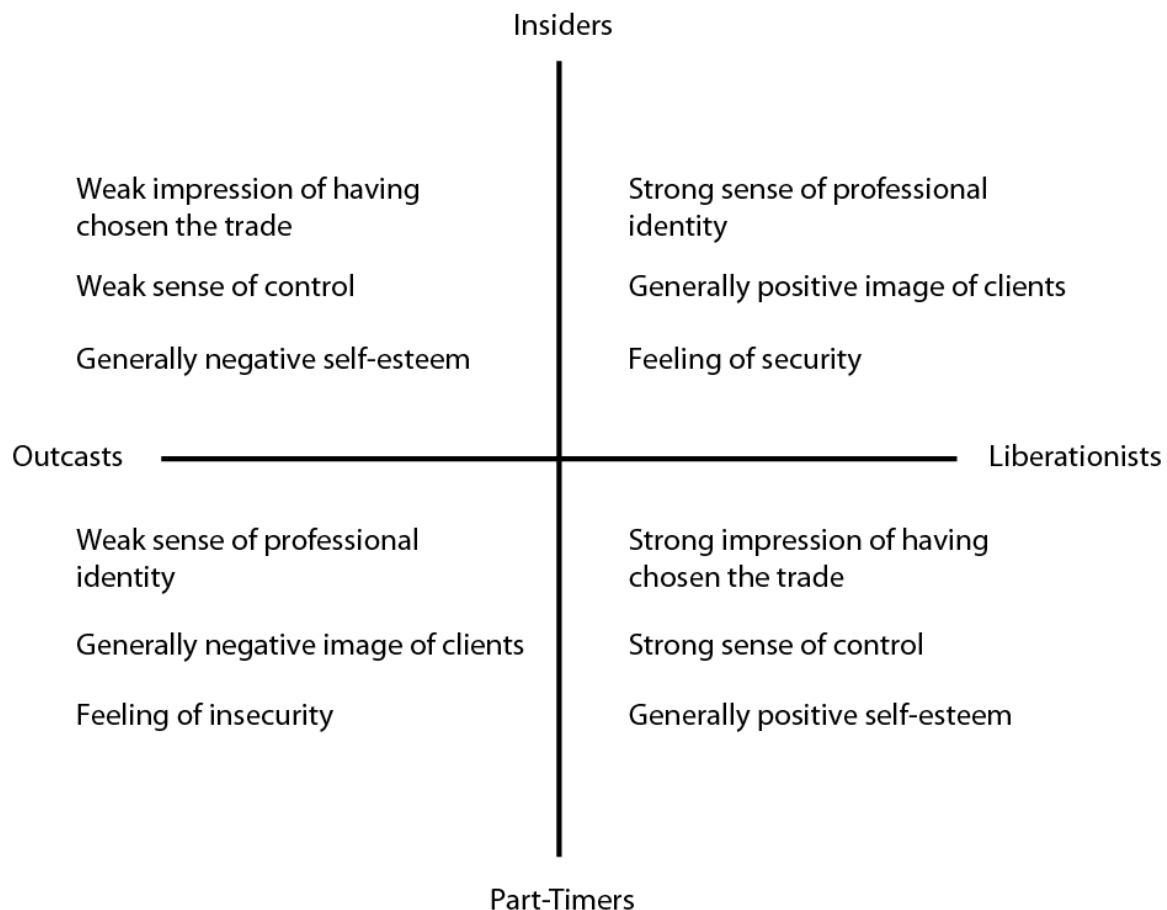 Insiders
Weak impression of having
chosen the trade
Weak sense of control
Generally negative self-esteem
Strong sense of professional
identity
Generally positive image of clients
Feeling of security
Outcasts
Liberationists
Weak sense of professional
identity
Generally negative image of clients
Feeling of insecurity
Strong impression of having
chosen the trade
Strong sense of control
Generally positive self-esteem
Part-Timers